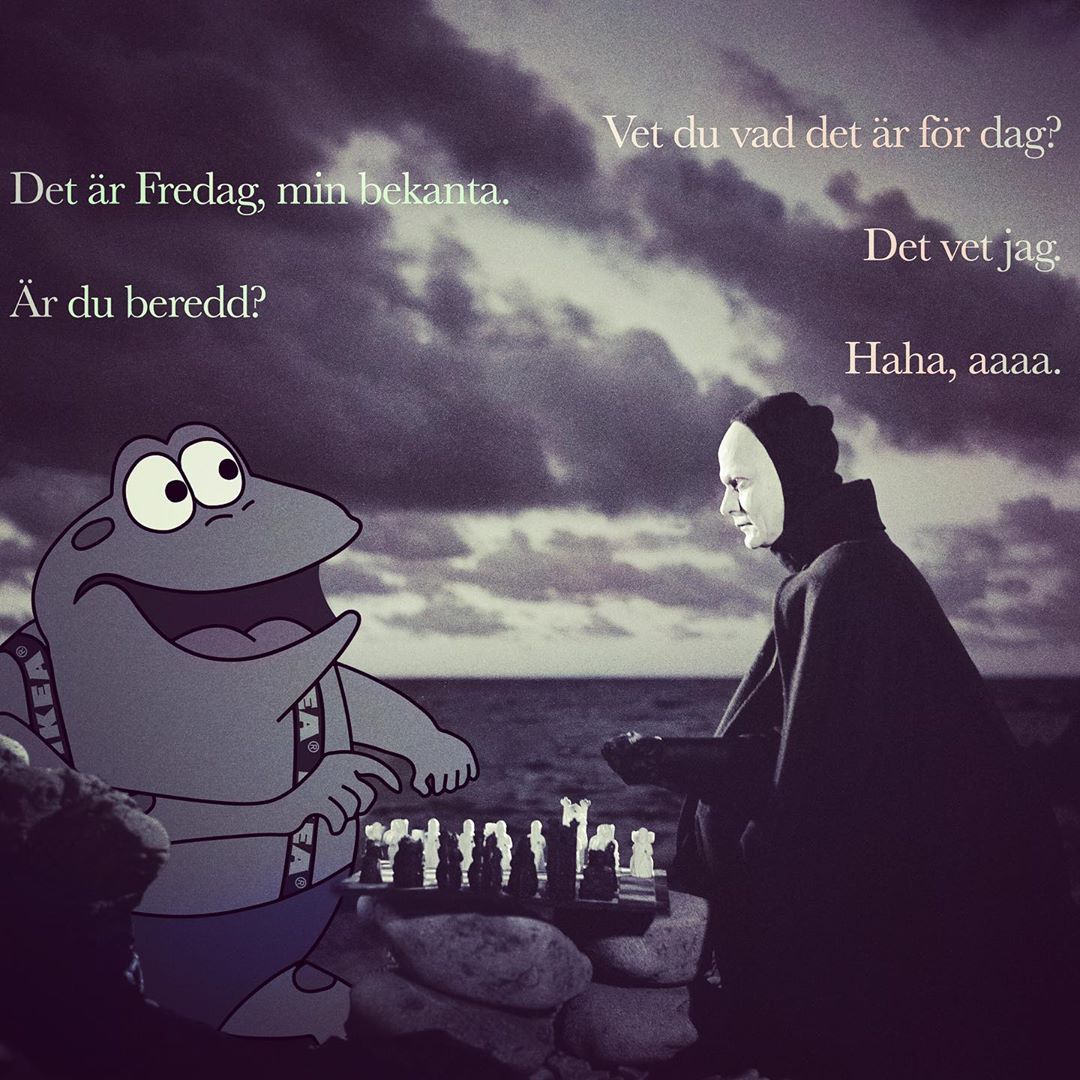 Vet du vad det är för dag?
Det är Fredag, min bekanta.
Det vet jag.
Är du beredd?
Haha, aaaa.